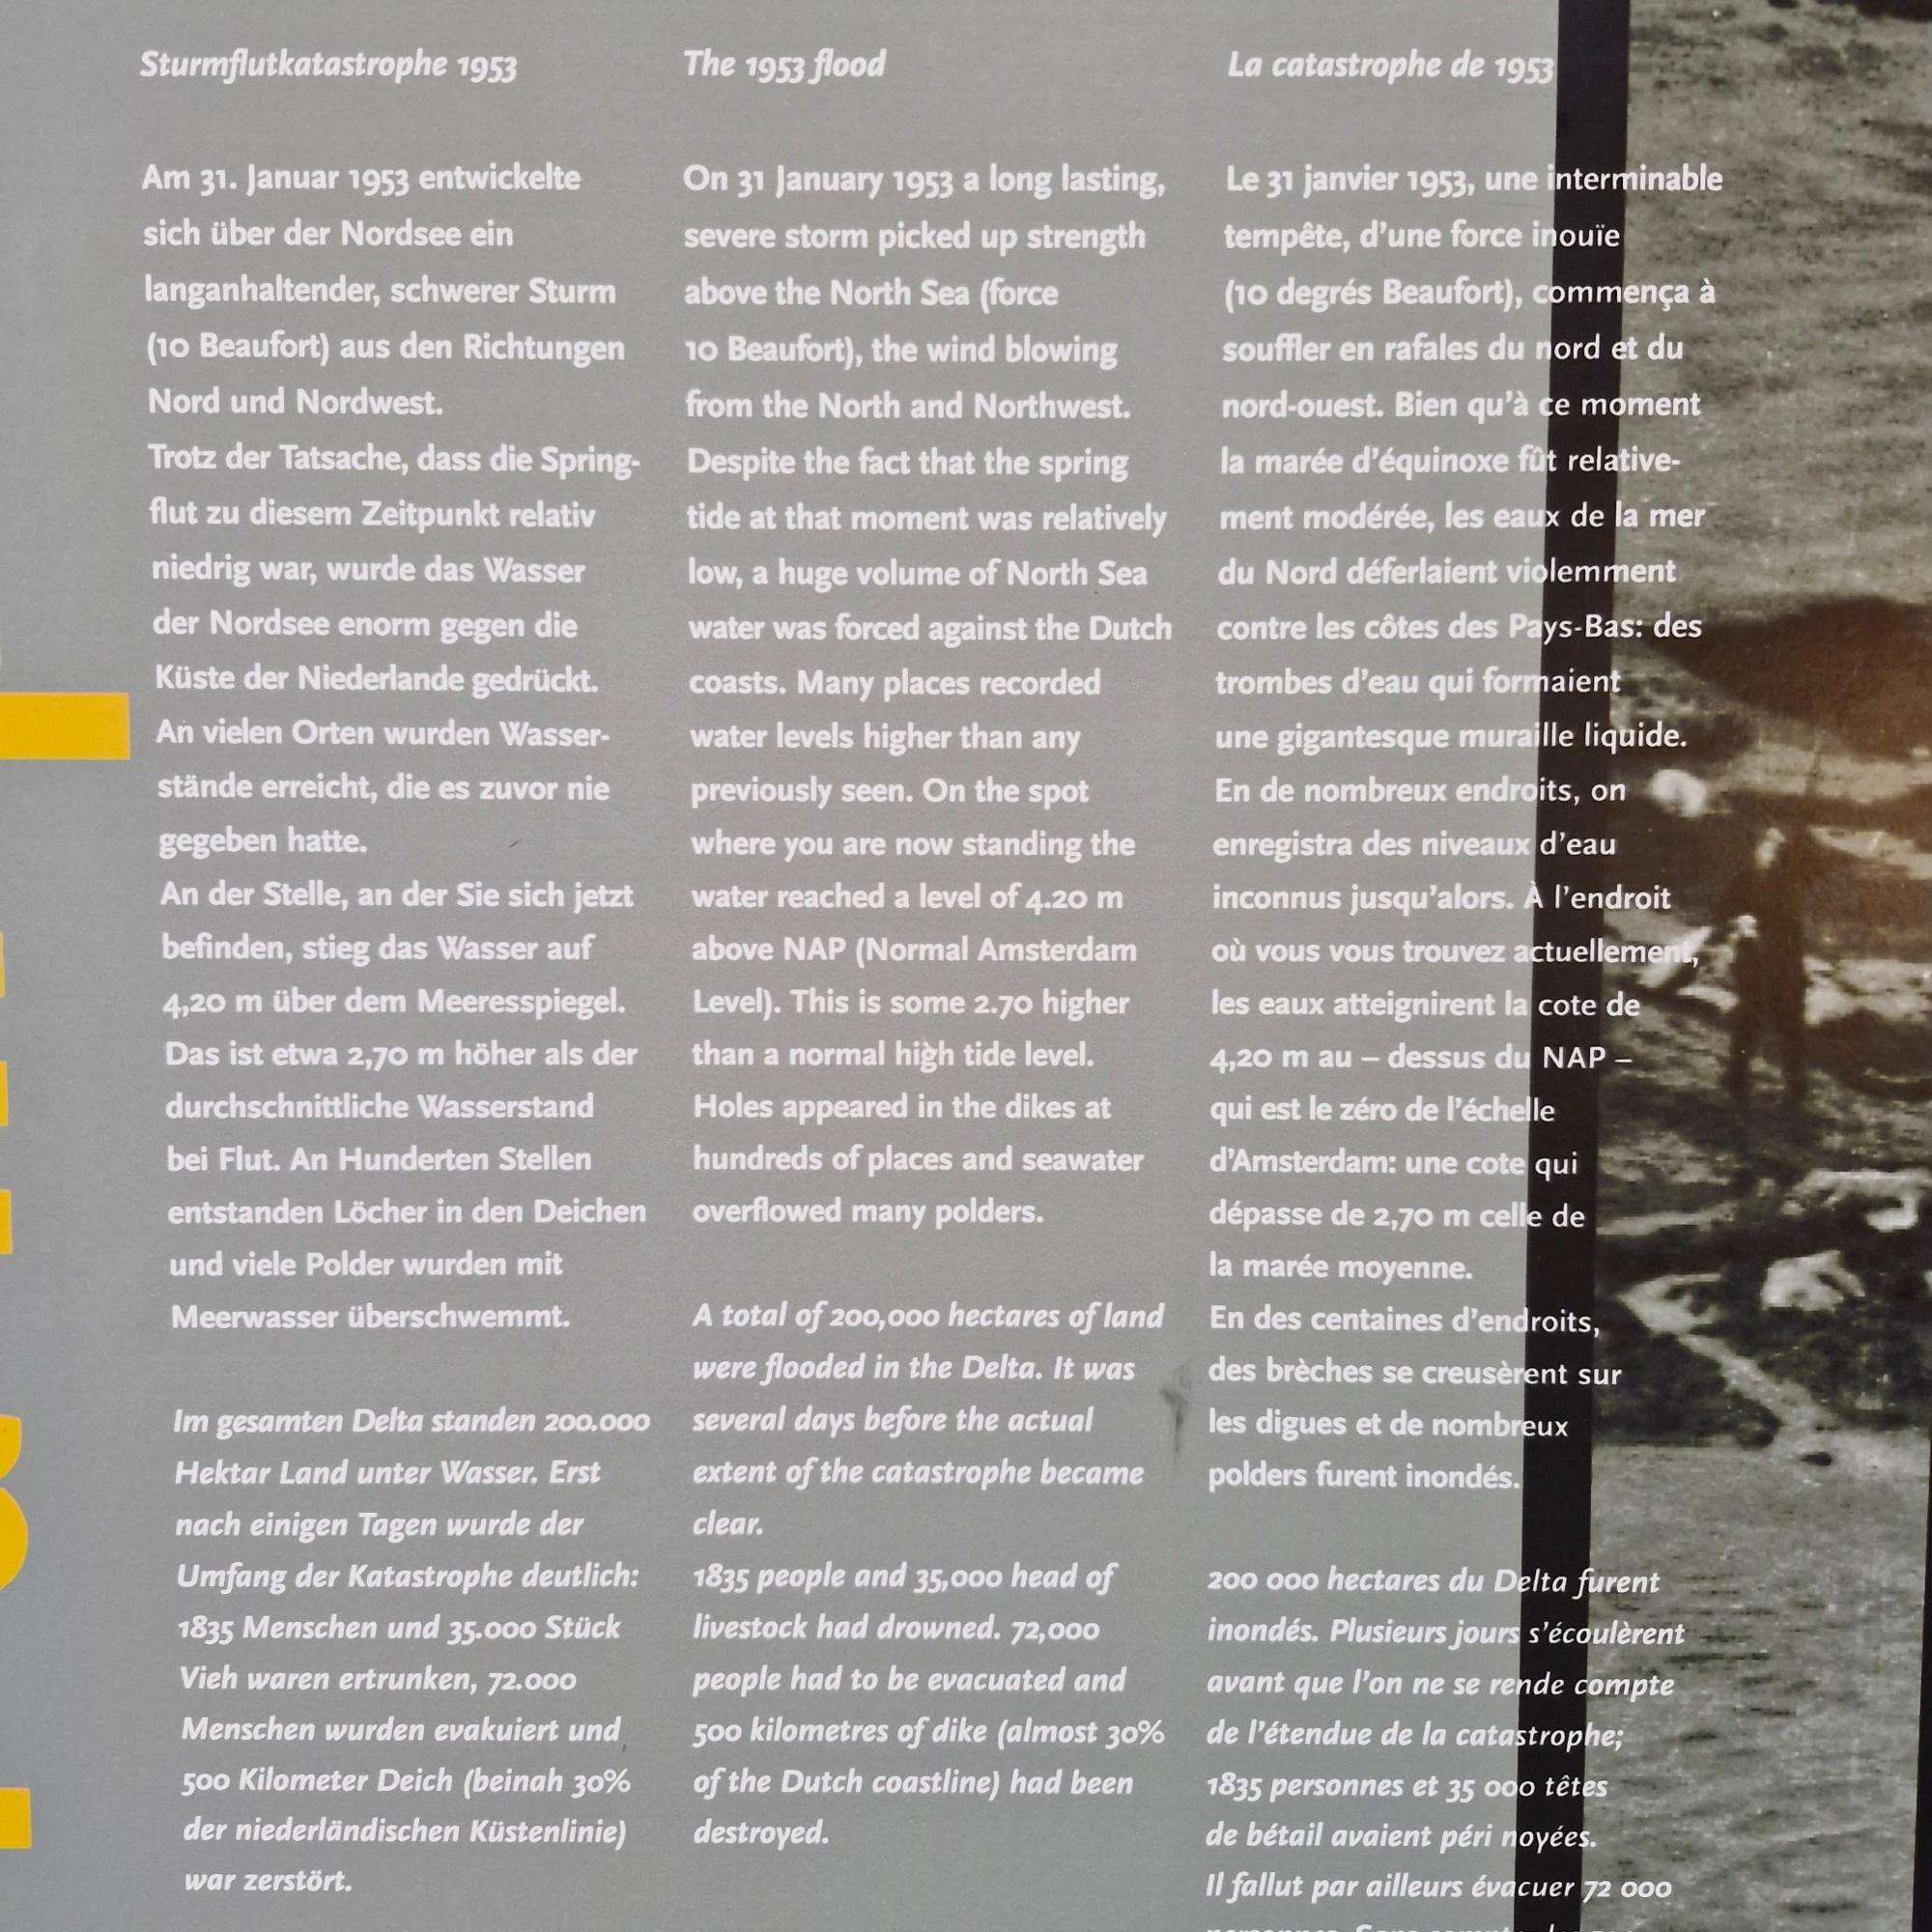 Sturmflutkatastrophe 1953
Am 31. Januar 1953 entwickelte
sich über der Nordsee ein
langanhaltender, schwerer Sturm
(10 Beaufort) aus den Richtungen
Nord und Nordwest.
Trotz der Tatsache, dass die Spring-
flut zu diesem Zeitpunkt relativ
niedrig war, wurde das Wasser
der Nordsee enorm gegen die
Küste der Niederlande gedrückt.
An vielen Orten wurden Wasser-
stände erreicht, die es zuvor nie
gegeben hatte.
An der Stelle, an der Sie sich jetzt
befinden, stieg das Wasser auf
4,20 m über dem Meeresspiegel.
Das ist etwa 2,70 m höher als der
durchschnittliche Wasserstand
bei Flut. An Hunderten Stellen
entstanden Löcher in den Deichen
und viele Polder wurden mit
Meerwasser überschwemmt.
Im gesamten Delta standen 200.000
Hektar Land unter Wasser. Erst
nach einigen Tagen wurde der
Umfang der Katastrophe deutlich:
1835 Menschen und 35.000 Stück
Vieh waren ertrunken, 72.000
Menschen wurden evakuiert und
500 Kilometer Deich (beinah 30%
der niederländischen Küstenlinie)
war zerstört.
The 1953 flood
On 31 January 1953 a long lasting,
severe storm picked up strength
above the North Sea (force
10 Beaufort), the wind blowing
from the North and Northwest.
Despite the fact that the spring
tide at that moment was relatively
low, a huge volume of North Sea
water was forced against the Dutch
coasts. Many places recorded
water levels higher than any
previously seen. On the spot
where you are now standing the
water reached a level of 4.20 m
above NAP (Normal Amsterdam
Level). This is some 2.70 higher
than a normal high tide level.
Holes appeared in the dikes at
hundreds of places and seawater
overflowed many polders.
A total of 200,000 hectares of land
were flooded in the Delta. It was
several days before the actual
extent of the catastrophe became
clear.
1835 people and 35,000 head of
livestock had drowned. 72,000
people had to be evacuated and
500 kilometres of dike (almost 30%
of the Dutch coastline) had been
destroyed.
La catastrophe de 1953
Le 31 janvier 1953, une interminable
tempête, d'une force inouïe
(10 degrés Beaufort), commença à
souffler en rafales du nord et du
nord-ouest. Bien qu'à ce moment
la marée d'équinoxe fût relative-
ment modérée, les eaux de la mer
du Nord déferlaient violemment
contre les côtes des Pays-Bas: des
trombes d'eau qui formaient
une gigantesque muraille liquide.
En de nombreux endroits, on
enregistra des niveaux d'eau
inconnus jusqu'alors. À l'endroit
où vous vous trouvez actuellement,
les eaux atteignirent la cote de
4,20 m au – dessus du NAP –
qui est le zéro de l'échelle
d'Amsterdam: une cote qui
dépasse de 2,70 m celle de
la marée moyenne.
En des centaines d'endroits,
des brèches se creusèrent sur
les digues et de nombreux
polders furent inondés.
200 000 hectares du Delta furent
inondés. Plusieurs jours s'écoulèrent
avant que l'on ne se rende compte
de l'étendue de la catastrophe;
1835 personnes et 35 000 têtes
de bétail avaient péri noyées.
Il fallut par ailleurs évacuer 72 000